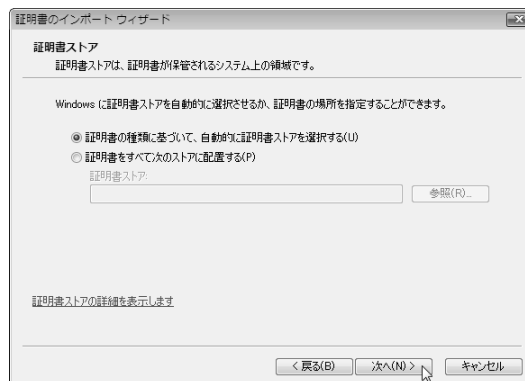 証明書のインポート ウィザード
証明書ストア
証明書ストアは、証明書が保管されるシステム上の領域です。
Windows に証明書ストアを自動的に選択させるか、証明書の場所を指定することができます。
証明書の種類に基づいて、自動的に証明書ストアを選択する(U)
証明書をすべて次のストアに配置する(P)
証明書ストア:
参照(R)...
証明書ストアの詳細を表示します
< 戻る(B)
次へ(N) >
キャンセル